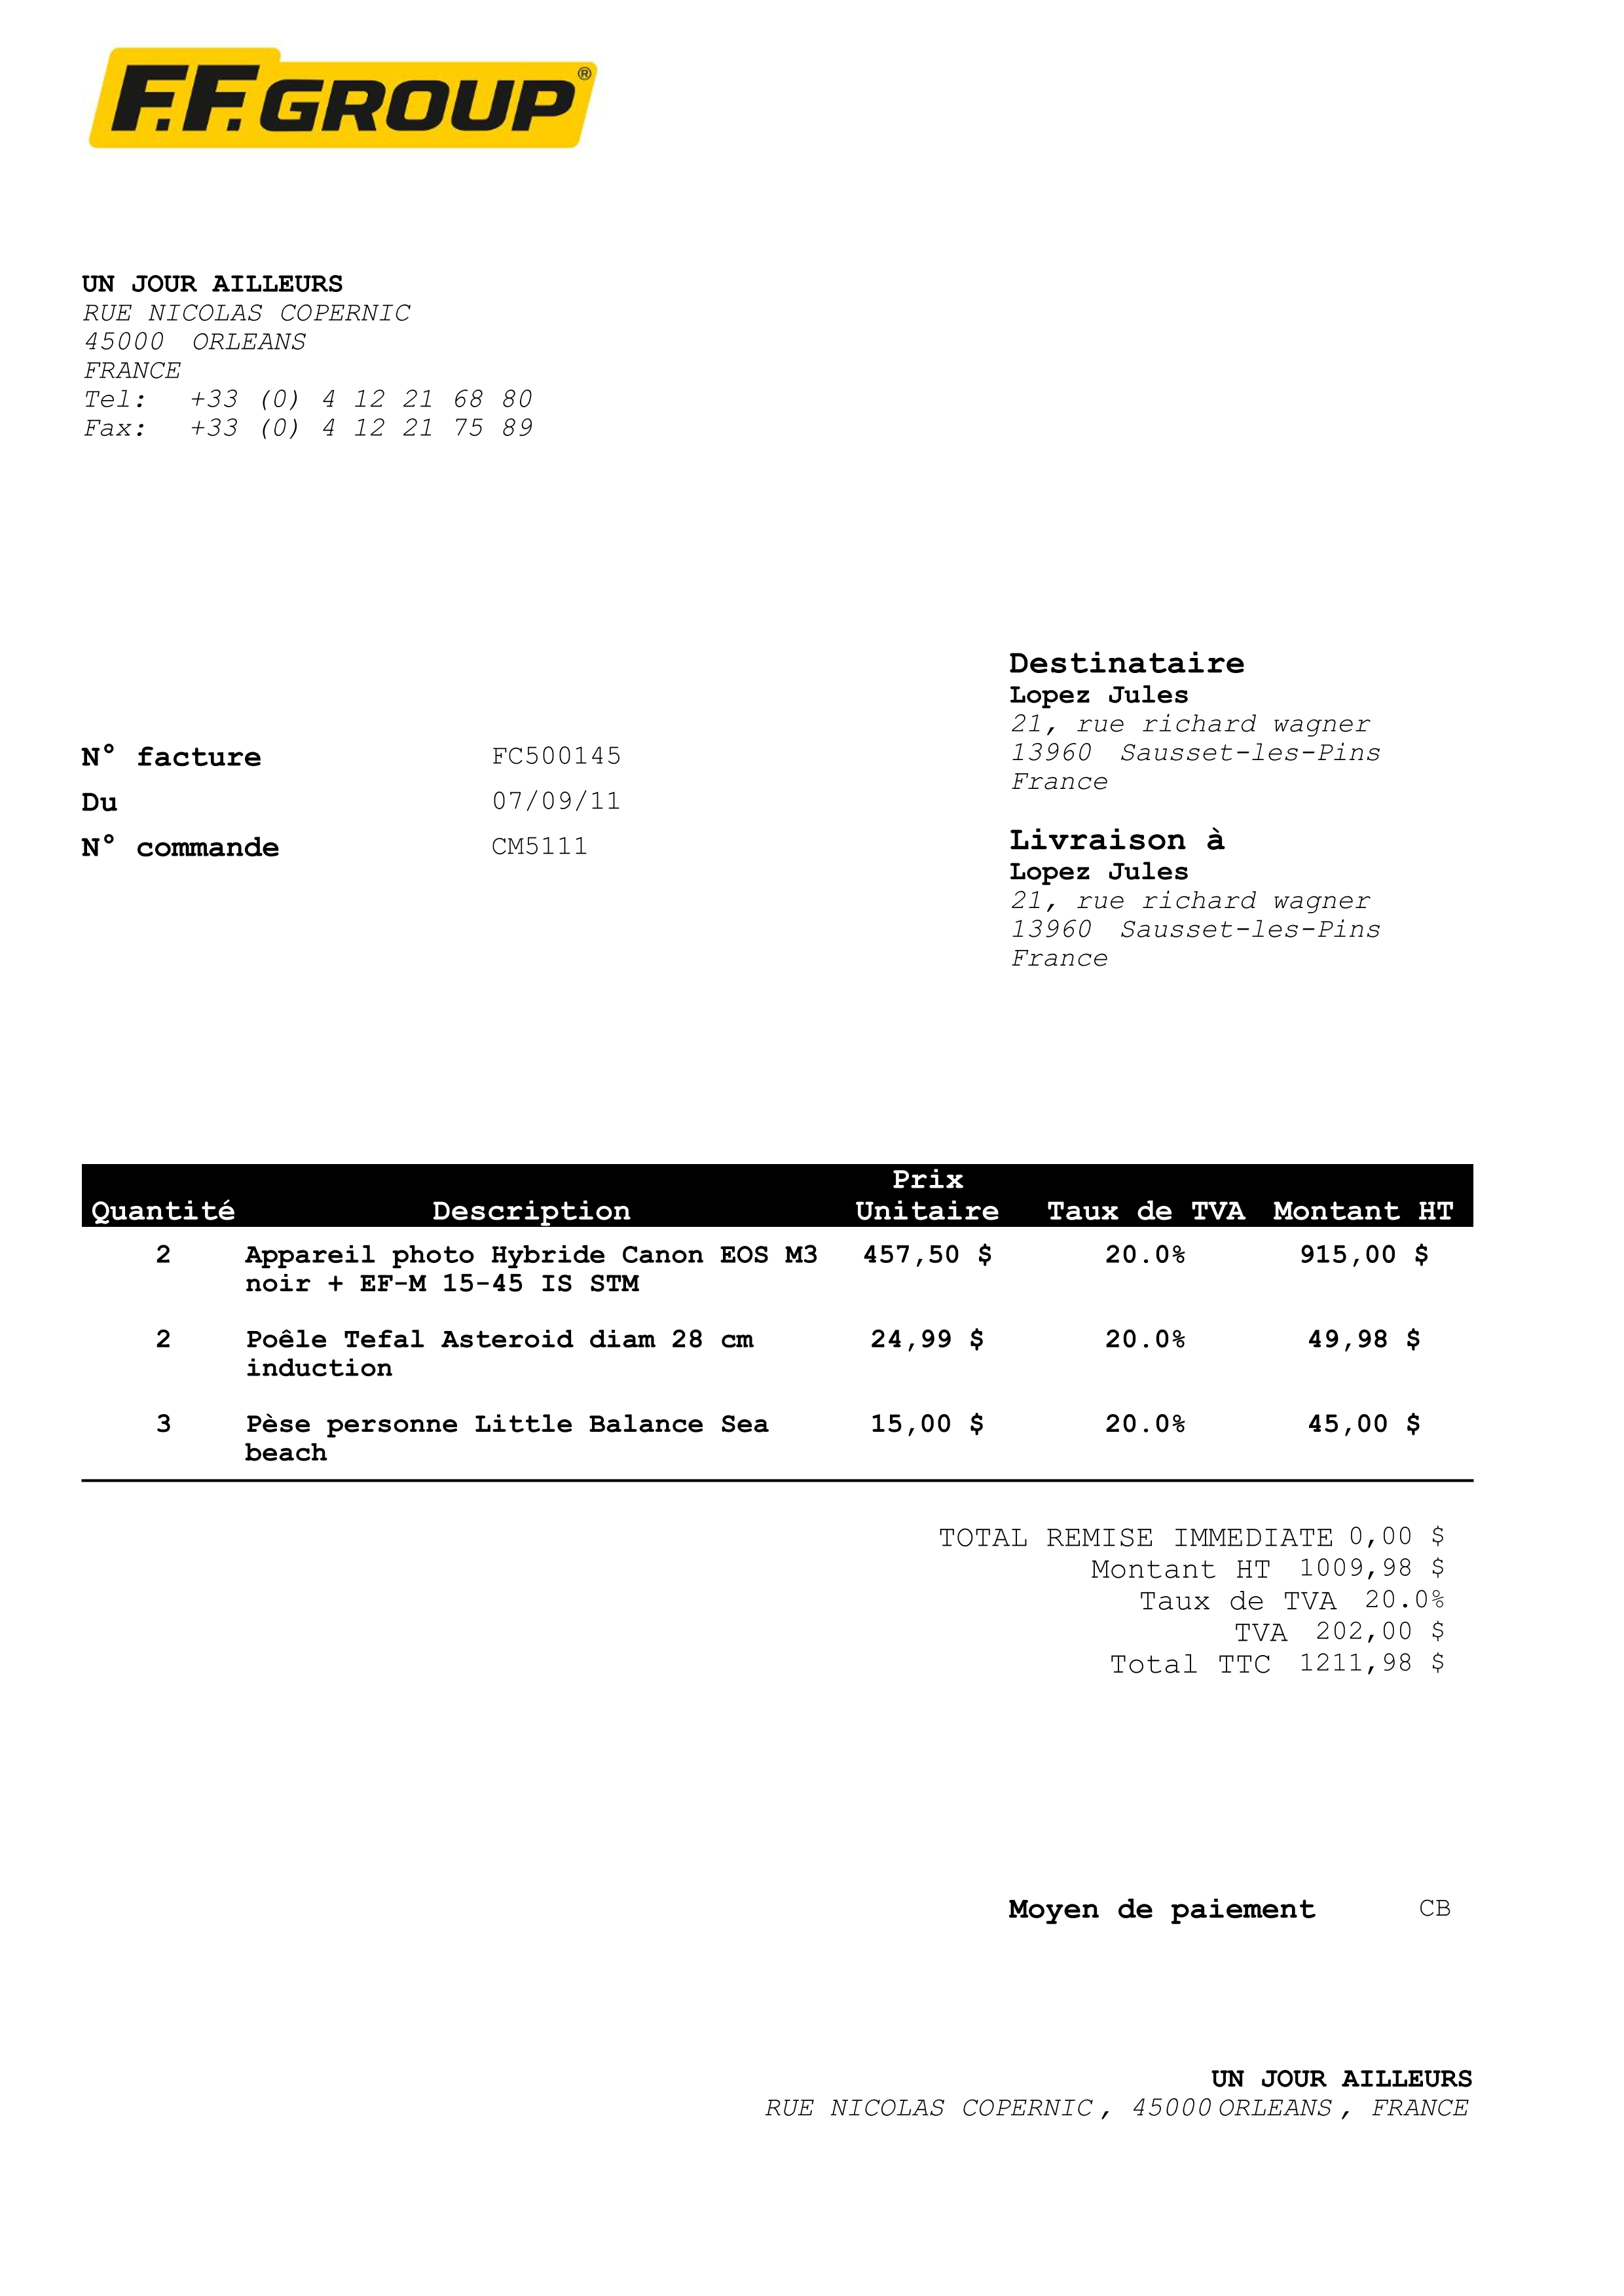 F.F. GROUP®
UN JOUR AILLEURS
RUE NICOLAS COPERNIC
45000 ORLEANS
FRANCE
Tel: +33 (0) 4 12 21 68 80
Fax: +33 (0) 4 12 21 75 89
N° facture FC500145
Du 07/09/11
N° commande CM5111
Destinataire
Lopez Jules
21, rue richard wagner
13960 Sausset-les-Pins
France
Livraison à
Lopez Jules
21, rue richard wagner
13960 Sausset-les-Pins
France
Prix
Quantité Description Unitaire Taux de TVA Montant HT
2 Appareil photo Hybride Canon EOS M3 457,50 $ 20.0% 915,00 $
noir + EF-M 15-45 IS STM
2 Poêle Tefal Asteroid diam 28 cm 24,99 $ 20.0% 49,98 $
induction
3 Pèse personne Little Balance Sea 15,00 $ 20.0% 45,00 $
beach
TOTAL REMISE IMMEDIATE 0,00 $
Montant HT 1009,98 $
Taux de TVA 20.0%
TVA 202,00 $
Total TTC 1211,98 $
Moyen de paiement CB
UN JOUR AILLEURS
RUE NICOLAS COPERNIC, 45000 ORLEANS, FRANCE